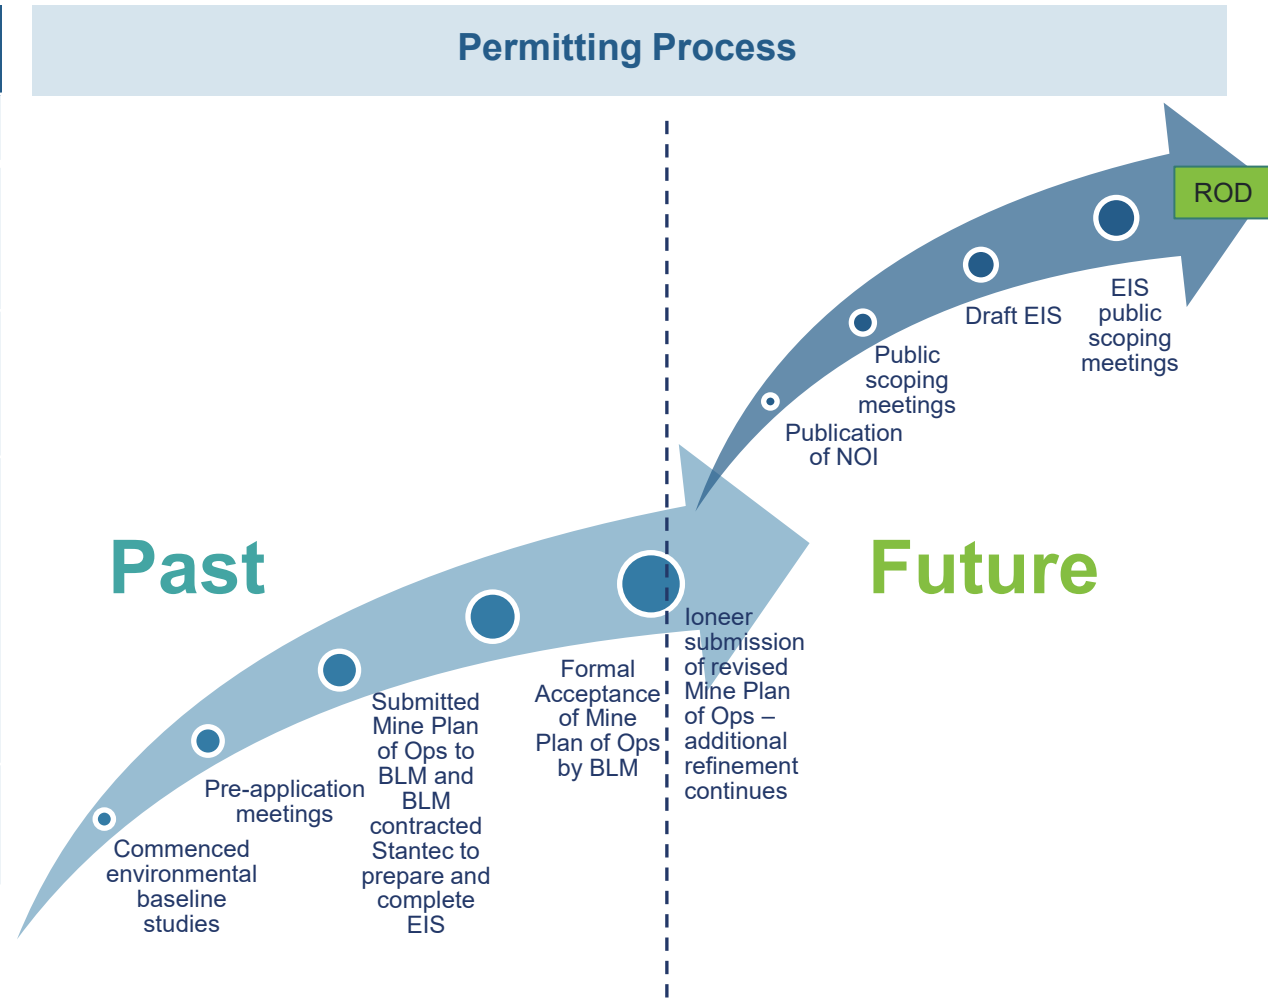 Permitting Process
ROD
EIS
public
scoping
meetings
Draft EIS
Public
scoping
meetings
Publication
of NOI
Past
Future
Commenced
environmental
baseline
studies
Pre-application
meetings
Submitted
Mine Plan
of Ops to
BLM and
BLM
contracted
Stantec to
prepare and
complete
EIS
Formal
Acceptance
of Mine
Plan of Ops
by BLM
Ioneer
submission
of revised
Mine Plan
of Ops –
additional
refinement
continues